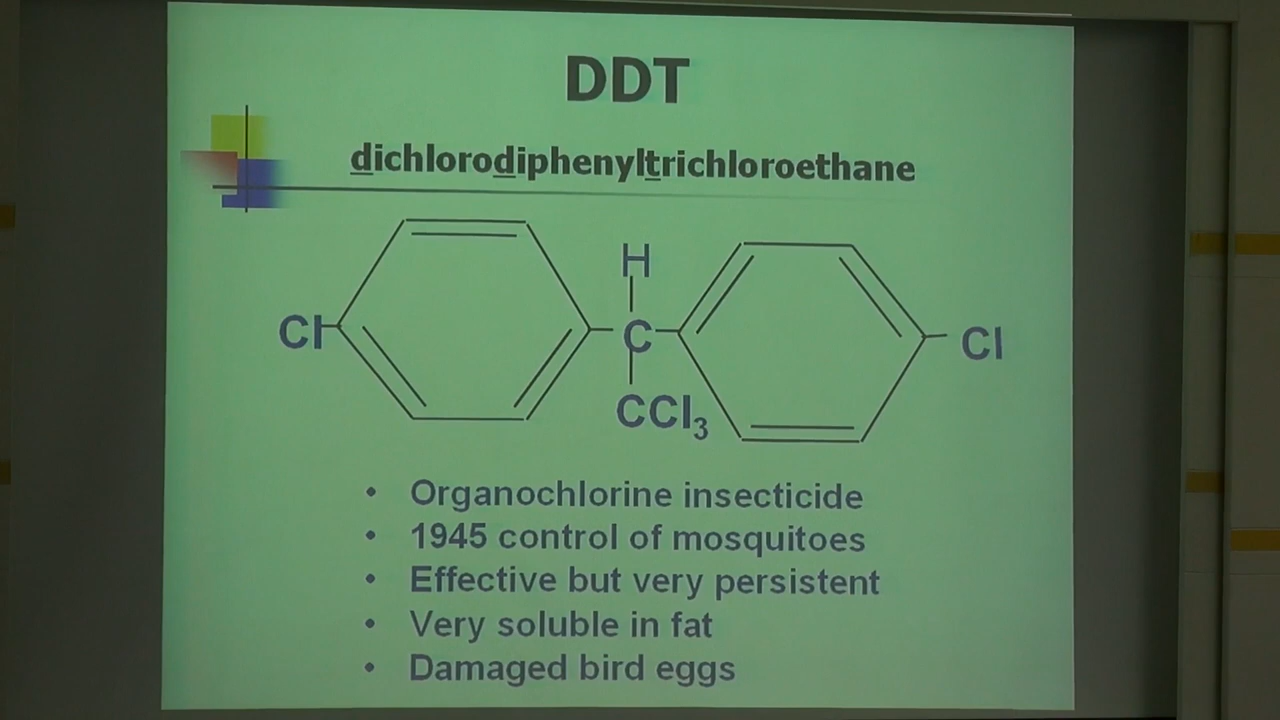 DDT
dichlorodiphenyltrichloroethane
H
Cl C Cl
CCl3
• Organochlorine insecticide
• 1945 control of mosquitoes
• Effective but very persistent
• Very soluble in fat
• Damaged bird eggs